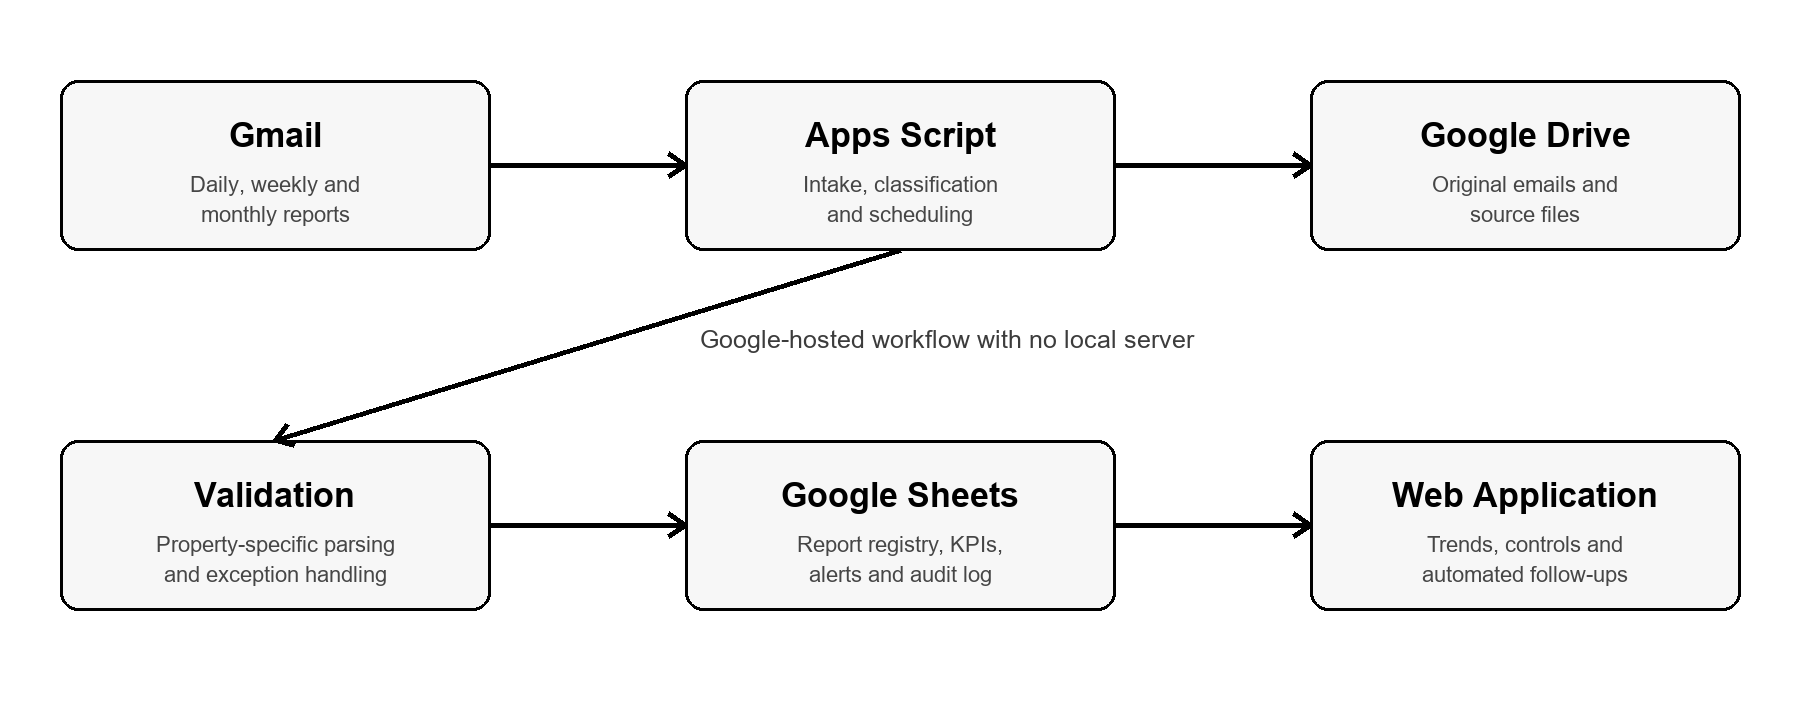 Gmail
Daily, weekly and
monthly reports
Apps Script
Intake, classification
and scheduling
Google Drive
Original emails and
source files
Google-hosted workflow with no local server
Validation
Property-specific parsing
and exception handling
Google Sheets
Report registry, KPIs,
alerts and audit log
Web Application
Trends, controls and
automated follow-ups